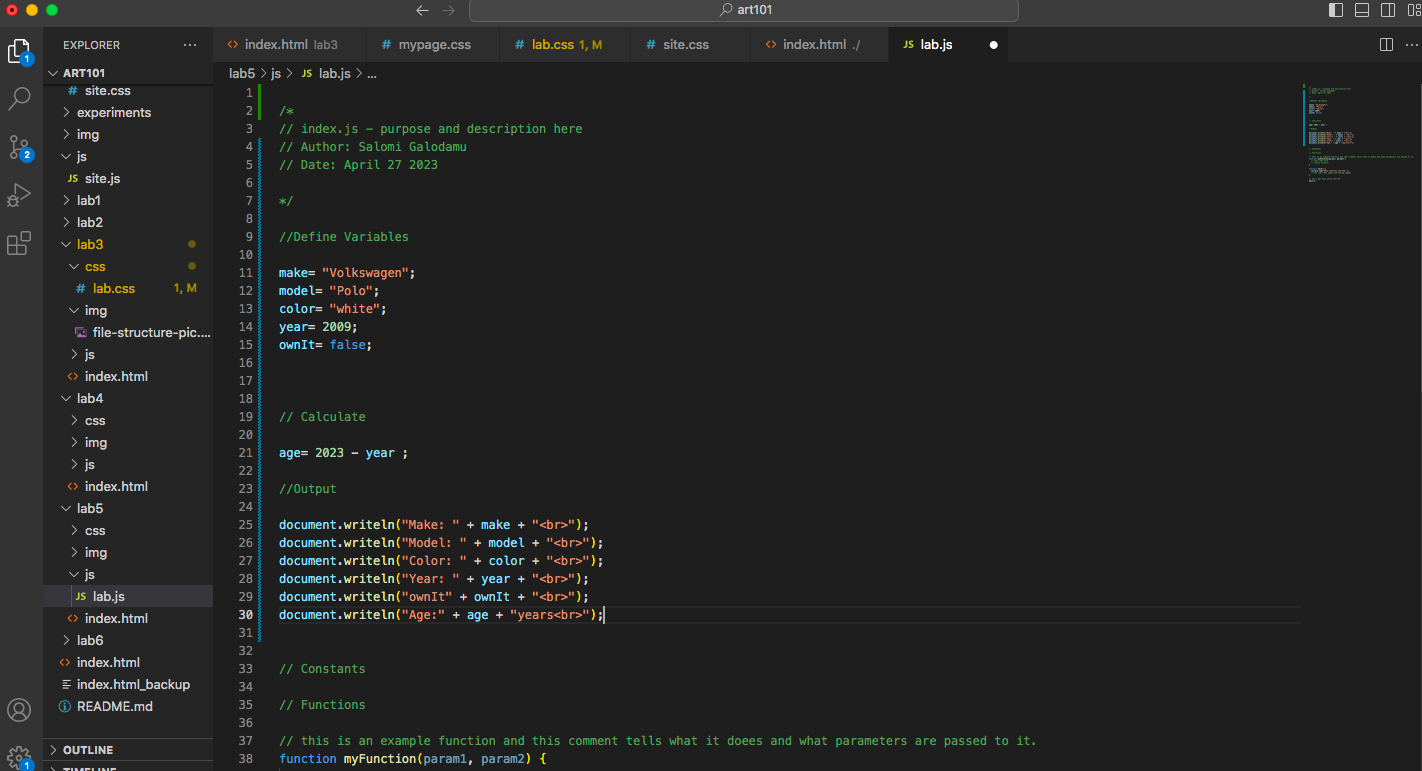 art101
EXPLORER ...
index.html lab3
# mypage.css
# lab.css 1, M
# site.css
index.html ./
JS lab.js
ART101
# site.css
experiments
img
js
JS site.js
lab1
lab2
lab3
css
# lab.css 1, M
img
file-structure-pic....
js
index.html
lab4
css
img
js
index.html
lab5
css
img
js
JS lab.js
index.html
lab6
index.html
index.html_backup
README.md
OUTLINE
TIMELINE
1
2
1
lab5 > js > JS lab.js > ...
1
2 /*
3 // index.js - purpose and description here
4 // Author: Salomi Galodamu
5 // Date: April 27 2023
6
7 */
8
9 //Define Variables
10
11 make= "Volkswagen";
12 model= "Polo";
13 color= "white";
14 year= 2009;
15 ownIt= false;
16
17
18
19 // Calculate
20
21 age= 2023 - year ;
22
23 //Output
24
25 document.writeln("Make: " + make + "<br>");
26 document.writeln("Model: " + model + "<br>");
27 document.writeln("Color: " + color + "<br>");
28 document.writeln("Year: " + year + "<br>");
29 document.writeln("ownIt" + ownIt + "<br>");
30 document.writeln("Age:" + age + "years<br>");
31
32
33 // Constants
34
35 // Functions
36
37 // this is an example function and this comment tells what it doees and what parameters are passed to it.
38 function myFunction(param1, param2) {